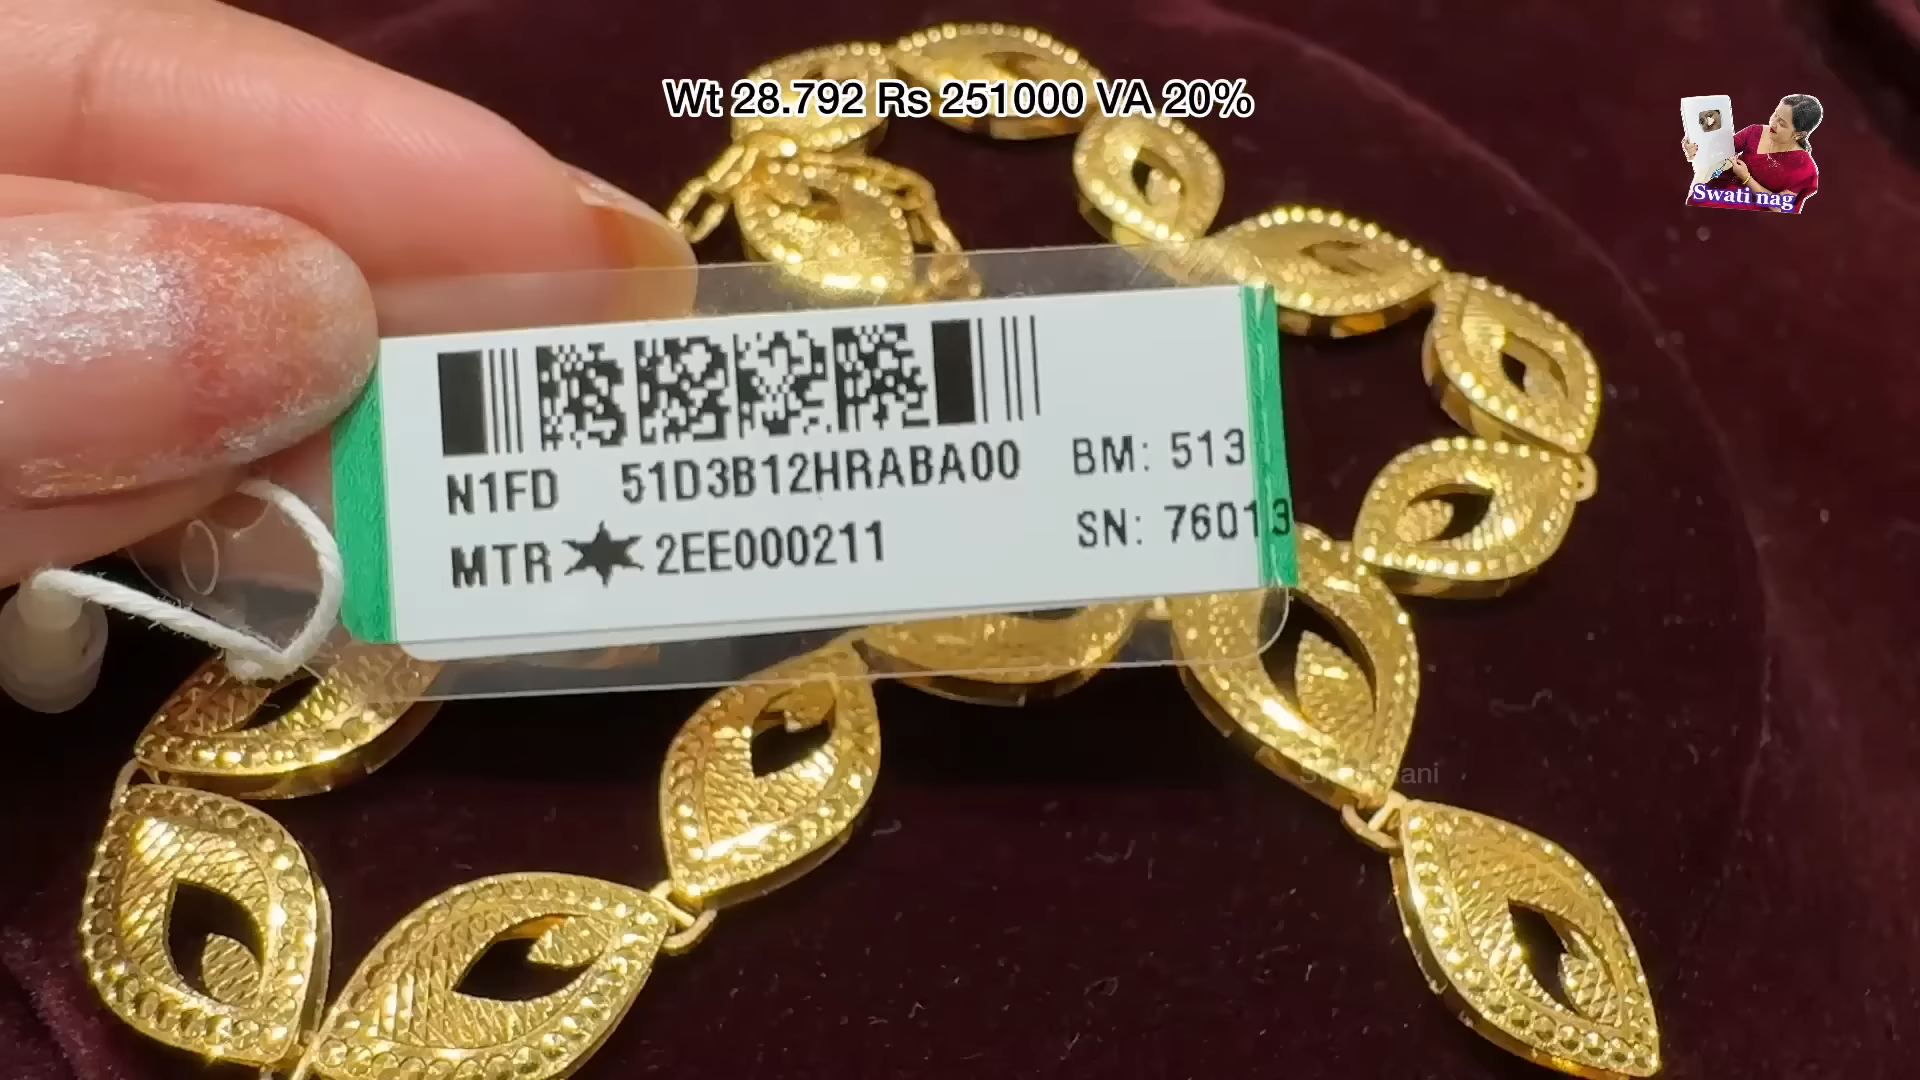 Wt 28.792 Rs 251000 VA 20%
Swati nag
N1FD 51D3B12HRABA00 BM: 513
MTR★2EE000211 SN: 76013